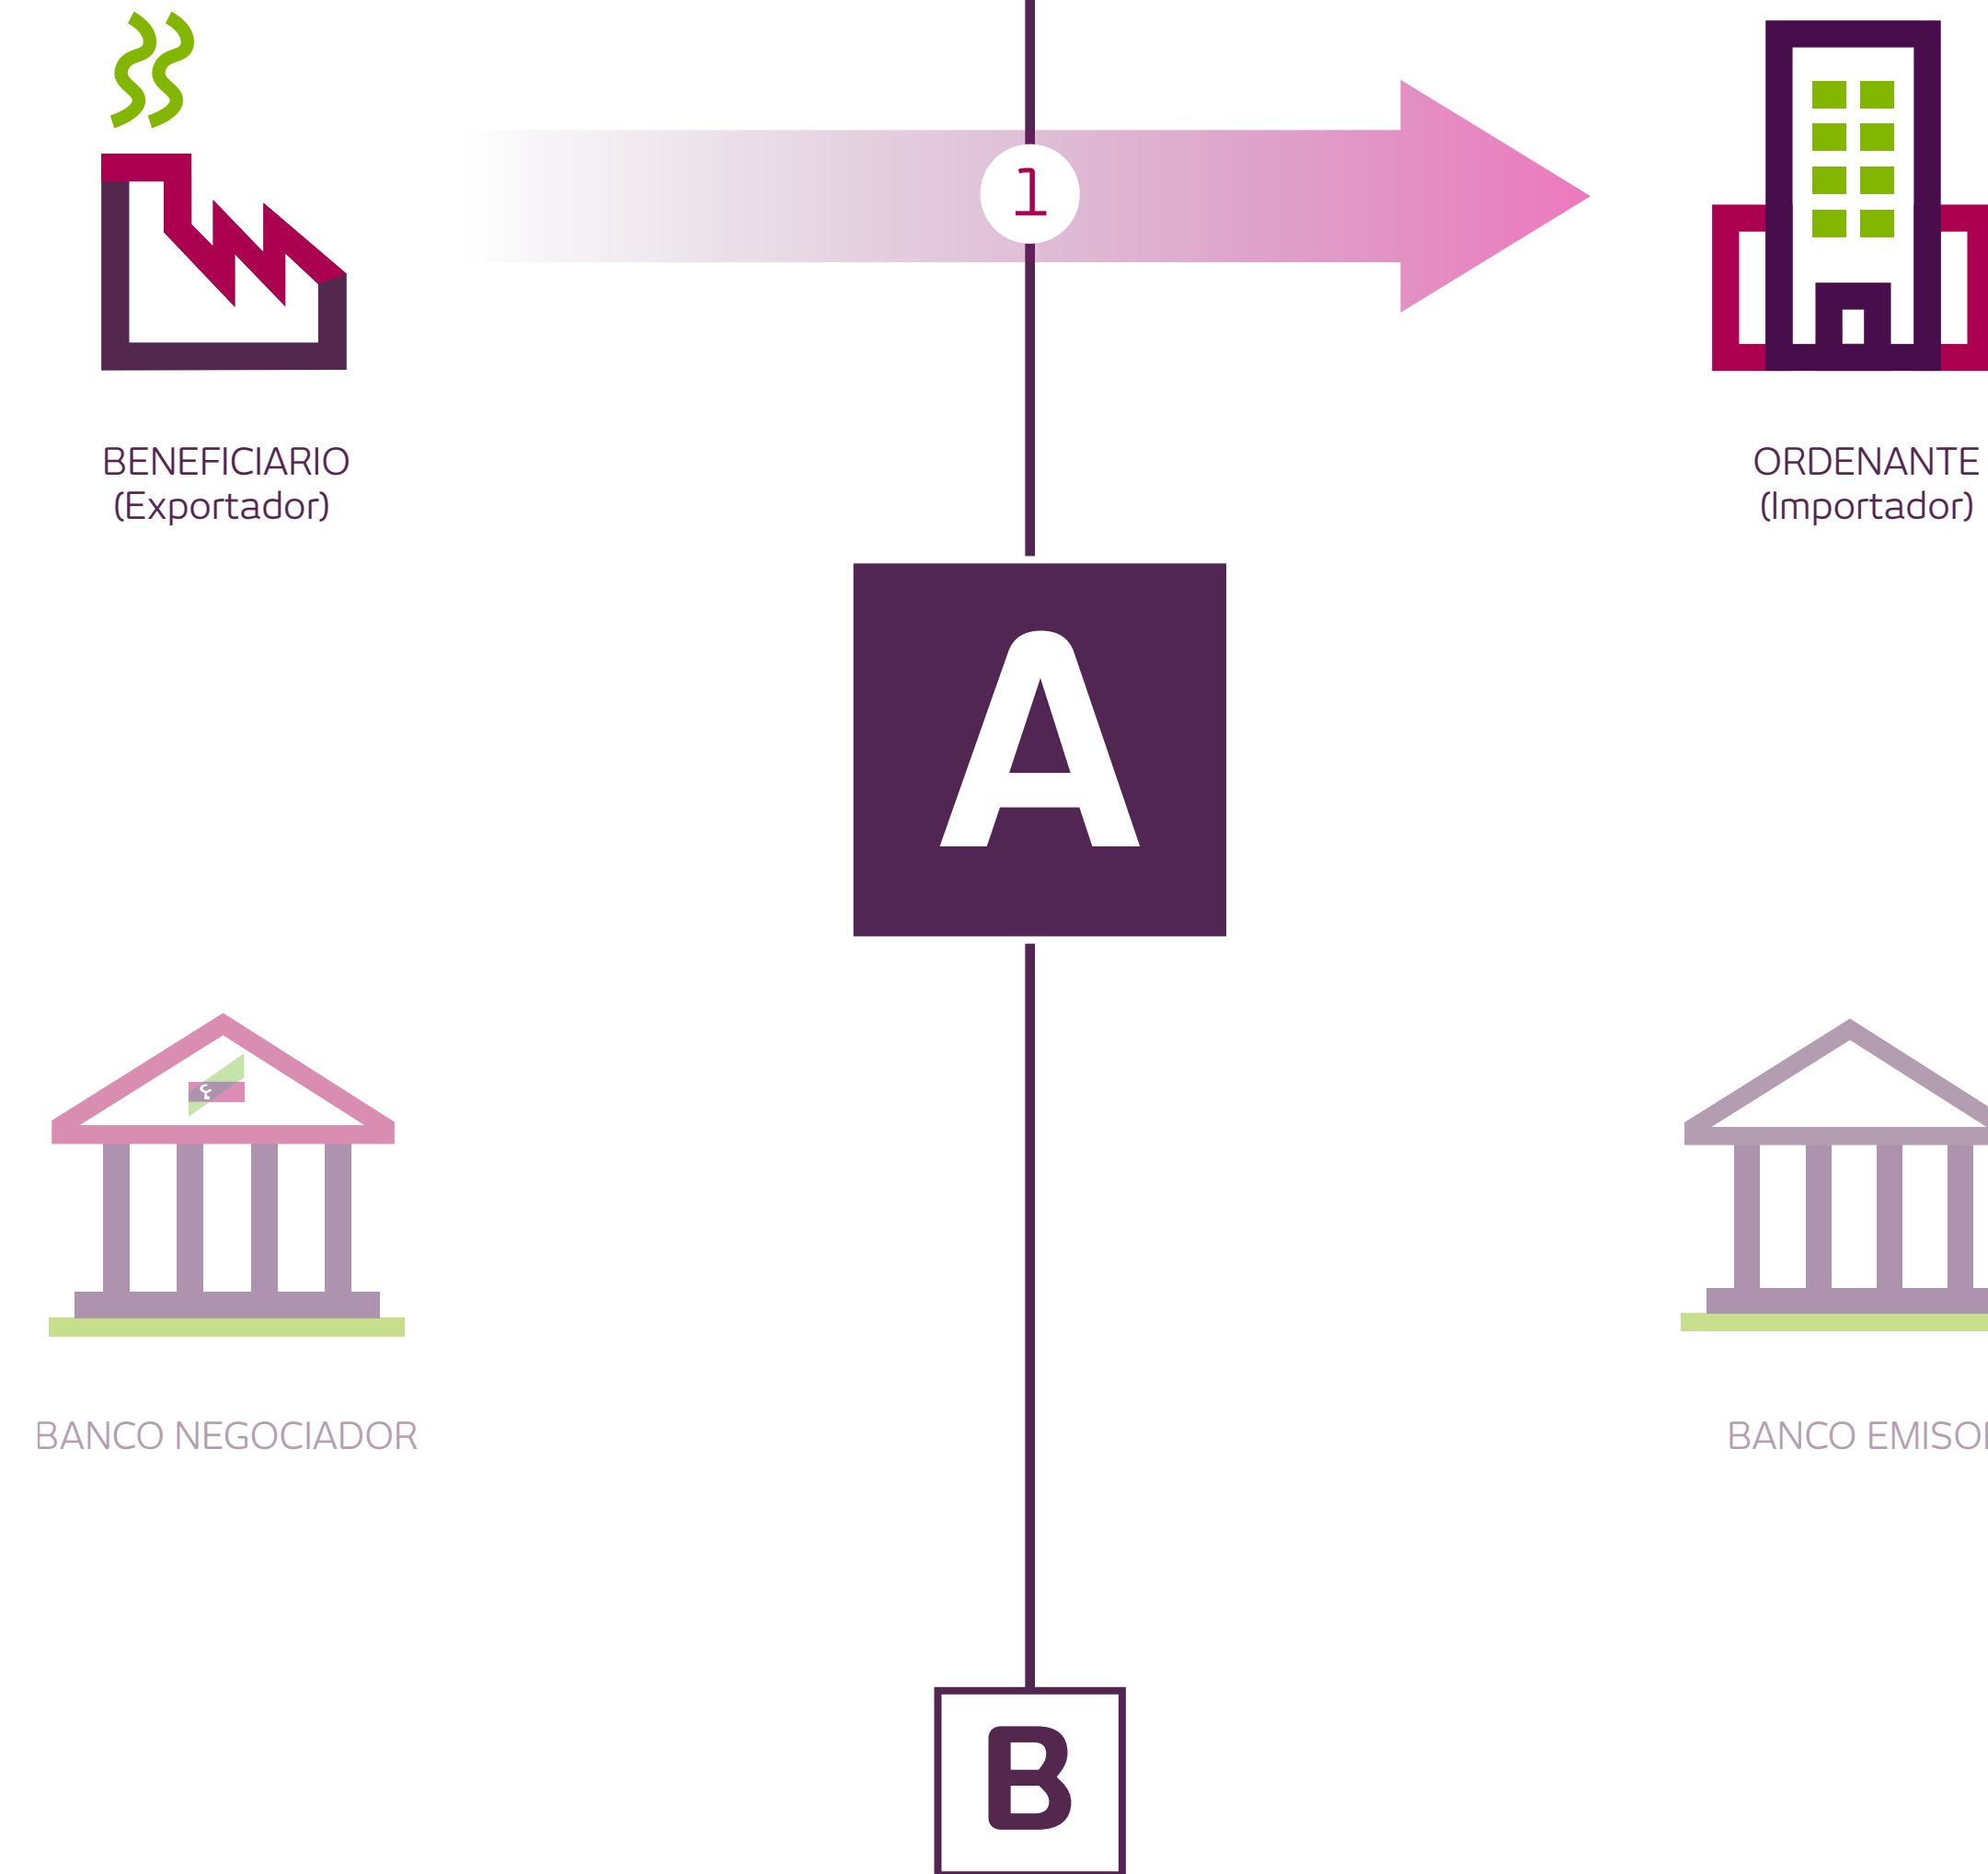 1
BENEFICIARIO
(Exportador)
ORDENANTE
(Importador)
A
BANCO NEGOCIADOR
BANCO EMISOR
B